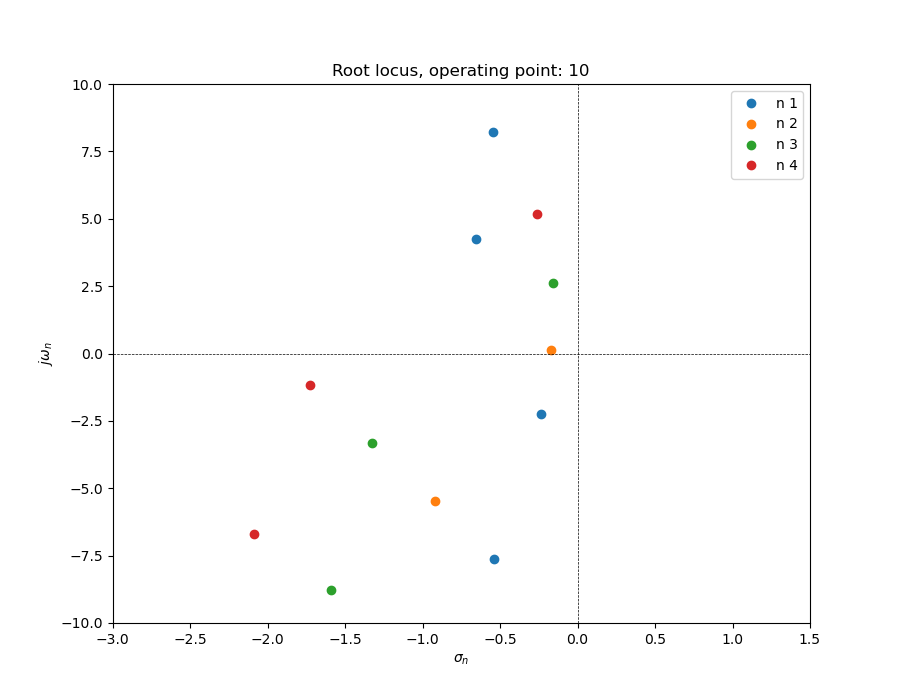 Root locus, operating point: 10
10.0
7.5
5.0
2.5
0.0
−2.5
−5.0
−7.5
−10.0
jωₙ
n 1
n 2
n 3
n 4
−3.0 −2.5 −2.0 −1.5 −1.0 −0.5 0.0 0.5 1.0 1.5
σₙ